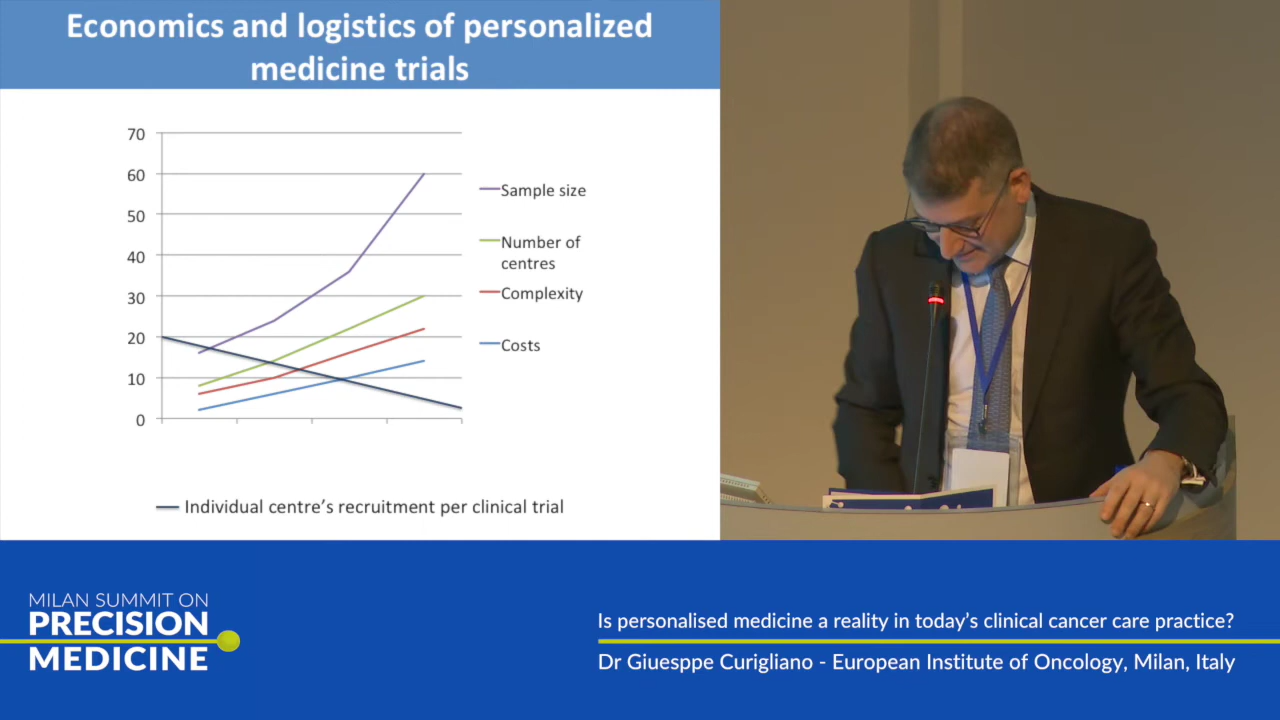 Economics and logistics of personalized
medicine trials
70
60
50
40
30
20
10
0
Sample size
Number of
centres
Complexity
Costs
Individual centre's recruitment per clinical trial
MILAN SUMMIT ON
PRECISION
MEDICINE
Is personalised medicine a reality in today's clinical cancer care practice?
Dr Giuesppe Curigliano - European Institute of Oncology, Milan, Italy